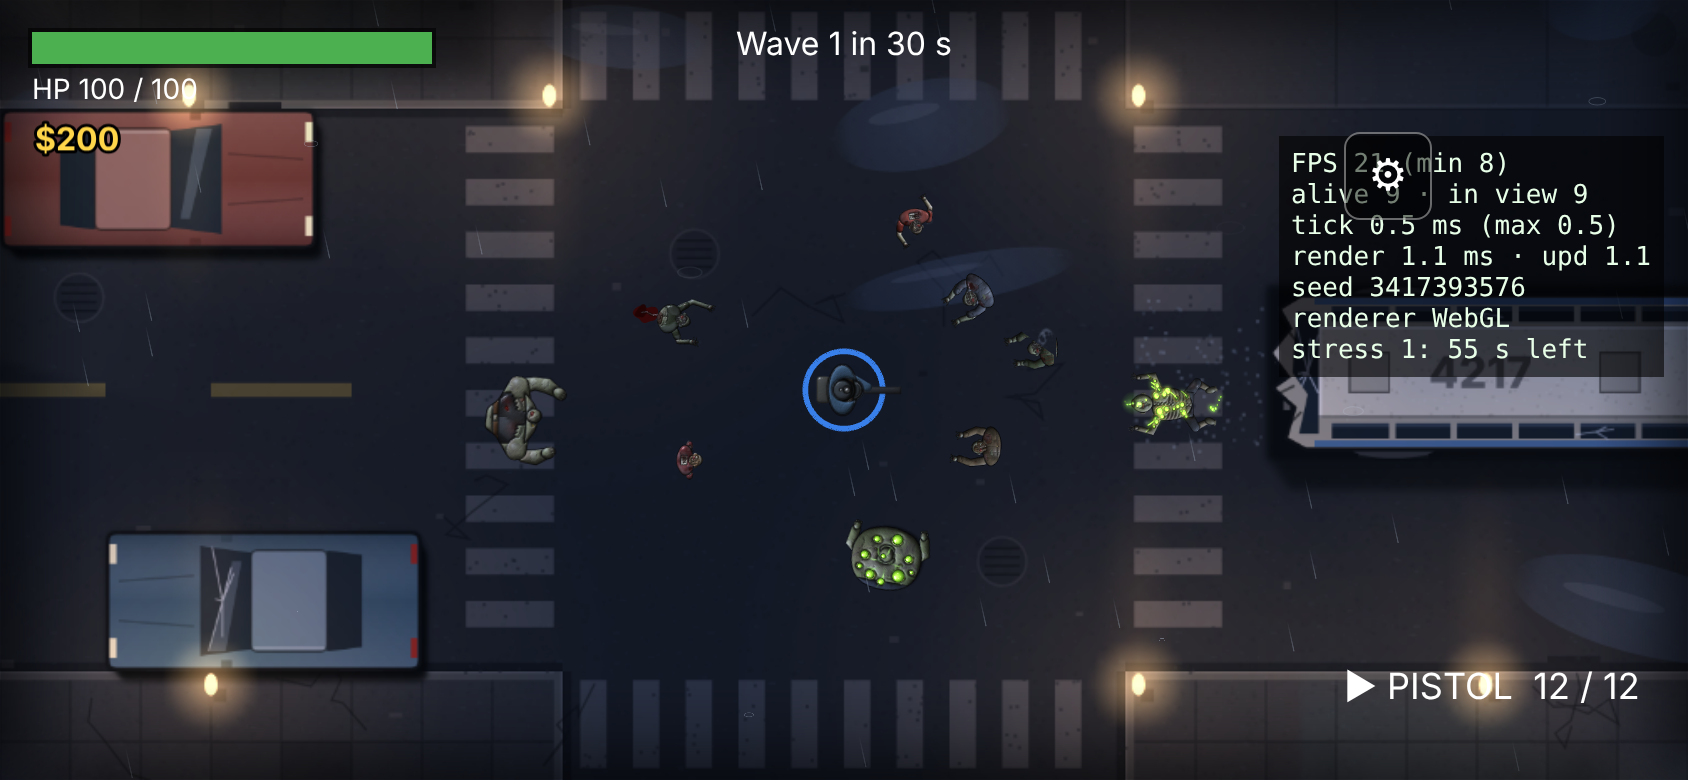 Wave 1 in 30 s
HP 100 / 100
$200
FPS 21 (min 8)
alive 9 · in view 9
tick 0.5 ms (max 0.5)
render 1.1 ms · upd 1.1
seed 3417393576
renderer WebGL
stress 1: 55 s left
4217
▶ PISTOL 12 / 12